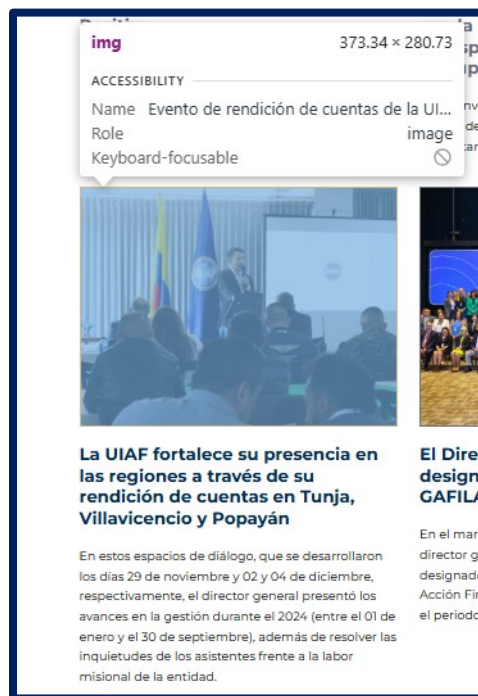 img 373.34 × 280.73
ACCESSIBILITY
Name Evento de rendición de cuentas de la UI...
Role image
Keyboard-focusable
La UIAF fortalece su presencia en
las regiones a través de su
rendición de cuentas en Tunja,
Villavicencio y Popayán
En estos espacios de diálogo, que se desarrollaron
los días 29 de noviembre y 02 y 04 de diciembre,
respectivamente, el director general presentó los
avances en la gestión durante el 2024 (entre el 01 de
enero y el 30 de septiembre), además de resolver las
inquietudes de los asistentes frente a la labor
misional de la entidad.
El Dire
design
GAFILA
En el mar
director g
designad
Acción Fin
el periodo